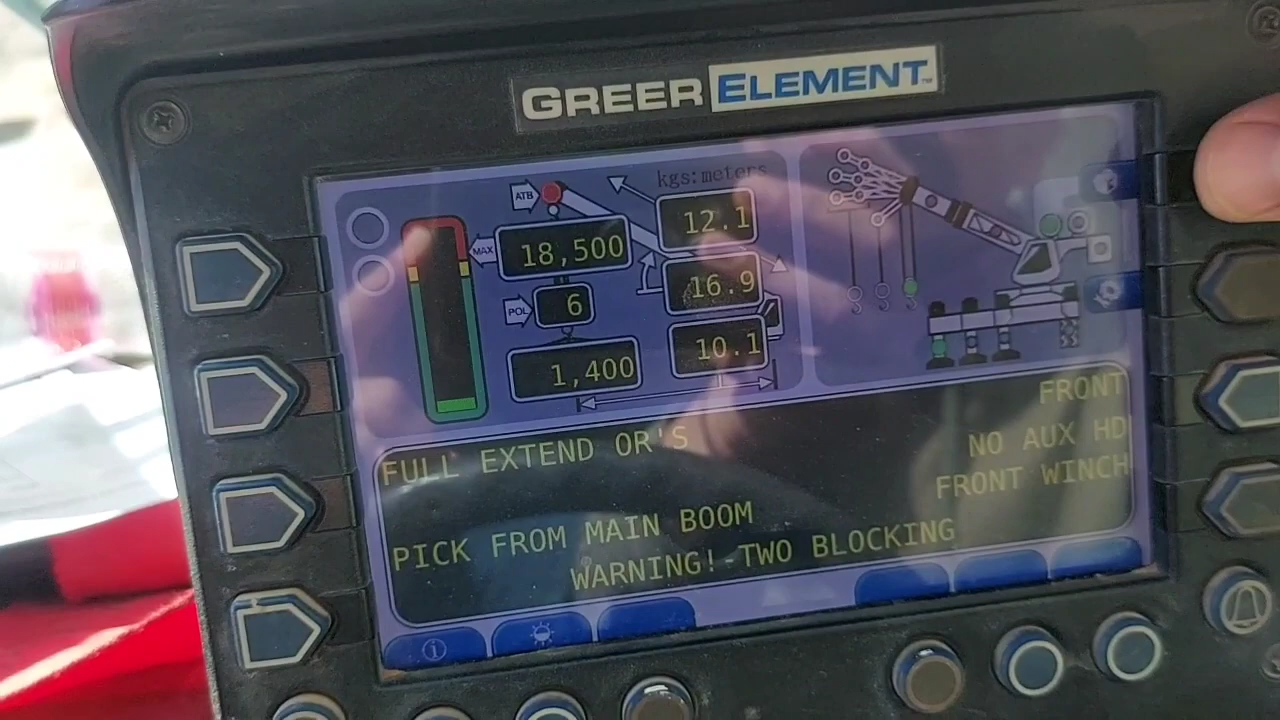 GREER ELEMENT™
kgs:meters
ATB
12.1
MAX
18,500
16.9
POL
6
1,400
10.1
FRONT
FULL EXTEND OR'S
NO AUX HD
FRONT WINCH
PICK FROM MAIN BOOM
WARNING! TWO BLOCKING
i